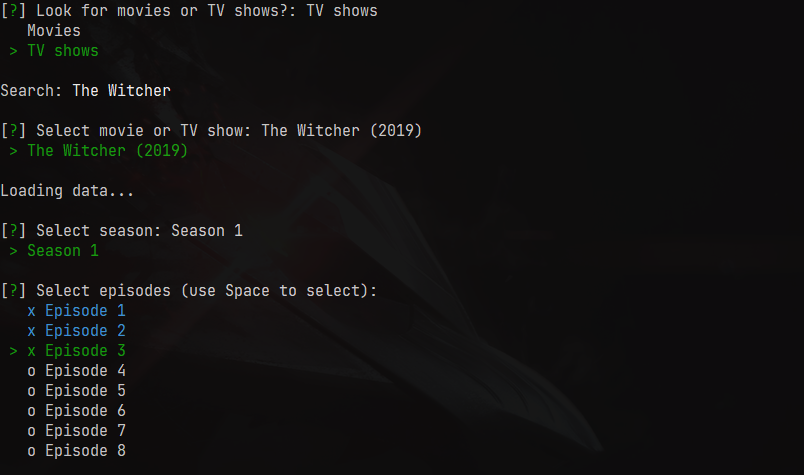 [?] Look for movies or TV shows?: TV shows
Movies
> TV shows
Search: The Witcher
[?] Select movie or TV show: The Witcher (2019)
> The Witcher (2019)
Loading data...
[?] Select season: Season 1
> Season 1
[?] Select episodes (use Space to select):
x Episode 1
x Episode 2
> x Episode 3
o Episode 4
o Episode 5
o Episode 6
o Episode 7
o Episode 8